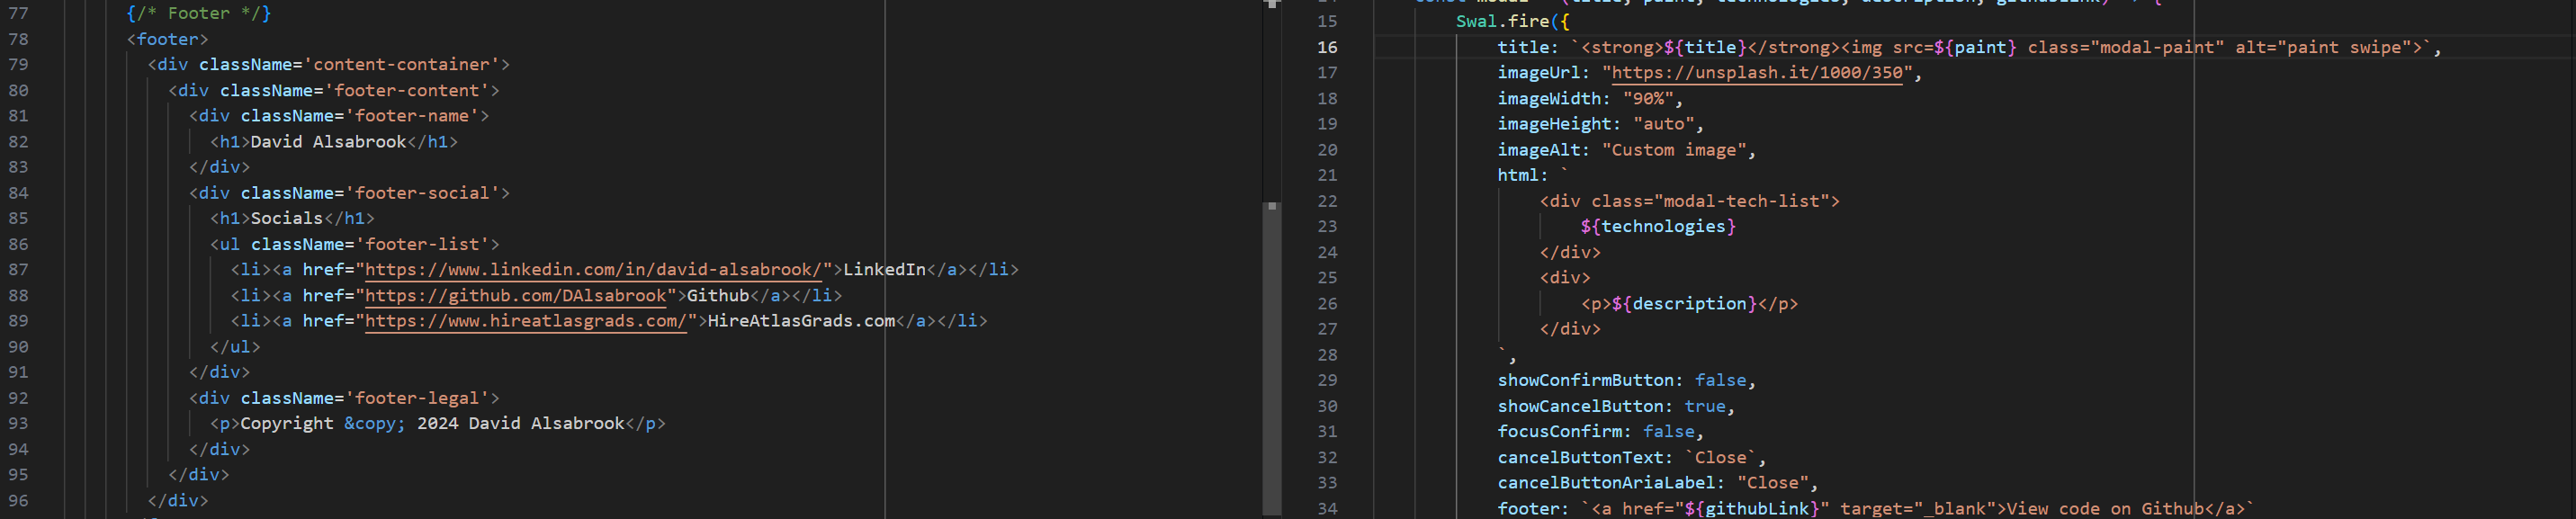 77 {/* Footer */}
78 <footer>
79 <div className='content-container'>
80 <div className='footer-content'>
81 <div className='footer-name'>
82 <h1>David Alsabrook</h1>
83 </div>
84 <div className='footer-social'>
85 <h1>Socials</h1>
86 <ul className='footer-list'>
87 <li><a href="https://www.linkedin.com/in/david-alsabrook/">LinkedIn</a></li>
88 <li><a href="https://github.com/DAlsabrook">Github</a></li>
89 <li><a href="https://www.hireatlasgrads.com/">HireAtlasGrads.com</a></li>
90 </ul>
91 </div>
92 <div className='footer-legal'>
93 <p>Copyright &copy; 2024 David Alsabrook</p>
94 </div>
95 </div>
96 </div>
15 Swal.fire({
16 title: `<strong>${title}</strong><img src=${paint} class="modal-paint" alt="paint swipe">`,
17 imageUrl: "https://unsplash.it/1000/350",
18 imageWidth: "90%",
19 imageHeight: "auto",
20 imageAlt: "Custom image",
21 html: `
22 <div class="modal-tech-list">
23 ${technologies}
24 </div>
25 <div>
26 <p>${description}</p>
27 </div>
28 `,
29 showConfirmButton: false,
30 showCancelButton: true,
31 focusConfirm: false,
32 cancelButtonText: `Close`,
33 cancelButtonAriaLabel: "Close",
34 footer: `<a href="${githubLink}" target="_blank">View code on Github</a>`